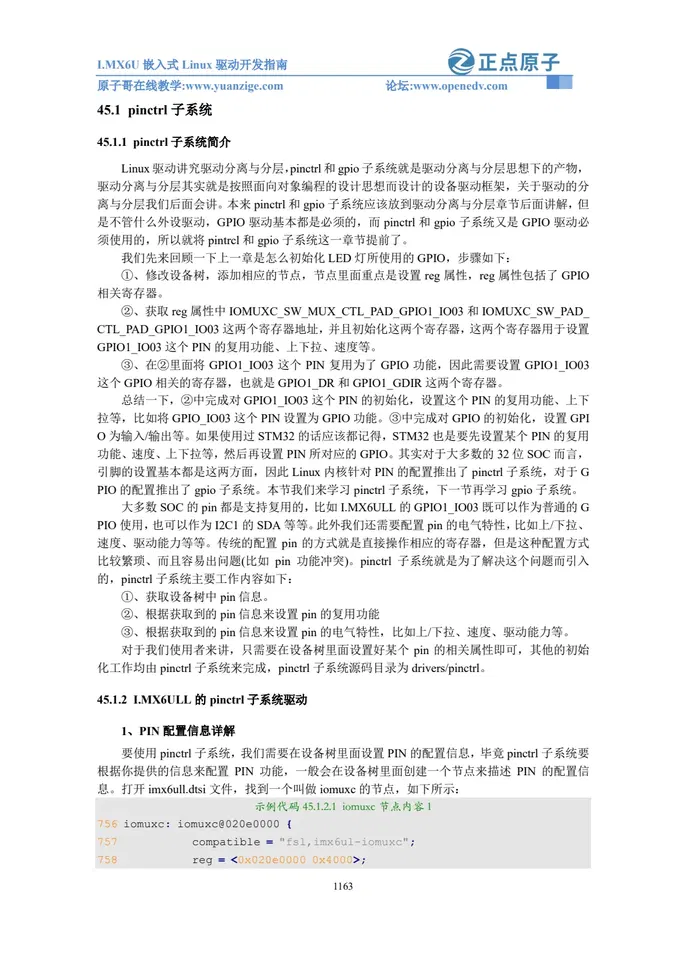 I.MX6U 嵌入式 Linux 驱动开发指南
正点原子
原子哥在线教学:www.yuanzige.com
论坛:www.openedv.com
45.1 pinctrl 子系统
45.1.1 pinctrl 子系统简介
Linux 驱动讲究驱动分离与分层,pinctrl 和 gpio 子系统就是驱动分离与分层思想下的产物,
驱动分离与分层其实就是按照面向对象编程的设计思想而设计的设备驱动框架，关于驱动的分
离与分层我们后面会讲。本来 pinctrl 和 gpio 子系统应该放到驱动分离与分层章节后面讲解，但
是不管什么外设驱动，GPIO 驱动基本都是必须的，而 pinctrl 和 gpio 子系统又是 GPIO 驱动必
须使用的，所以就将 pintrcl 和 gpio 子系统这一章节提前了。
我们先来回顾一下上一章是怎么初始化 LED 灯所使用的 GPIO，步骤如下：
①、修改设备树，添加相应的节点，节点里面重点是设置 reg 属性，reg 属性包括了 GPIO
相关寄存器。
②、获取 reg 属性中 IOMUXC_SW_MUX_CTL_PAD_GPIO1_IO03 和 IOMUXC_SW_PAD_
CTL_PAD_GPIO1_IO03 这两个寄存器地址，并且初始化这两个寄存器，这两个寄存器用于设置
GPIO1_IO03 这个 PIN 的复用功能、上下拉、速度等。
③、在②里面将 GPIO1_IO03 这个 PIN 复用为了 GPIO 功能，因此需要设置 GPIO1_IO03
这个 GPIO 相关的寄存器，也就是 GPIO1_DR 和 GPIO1_GDIR 这两个寄存器。
总结一下，②中完成对 GPIO1_IO03 这个 PIN 的初始化，设置这个 PIN 的复用功能、上下
拉等，比如将 GPIO_IO03 这个 PIN 设置为 GPIO 功能。③中完成对 GPIO 的初始化，设置 GPI
O 为输入/输出等。如果使用过 STM32 的话应该都记得，STM32 也是要先设置某个 PIN 的复用
功能、速度、上下拉等，然后再设置 PIN 所对应的 GPIO。其实对于大多数的 32 位 SOC 而言，
引脚的设置基本都是这两方面，因此 Linux 内核针对 PIN 的配置推出了 pinctrl 子系统，对于 G
PIO 的配置推出了 gpio 子系统。本节我们来学习 pinctrl 子系统，下一节再学习 gpio 子系统。
大多数 SOC 的 pin 都是支持复用的，比如 I.MX6ULL 的 GPIO1_IO03 既可以作为普通的 G
PIO 使用，也可以作为 I2C1 的 SDA 等等。此外我们还需要配置 pin 的电气特性，比如上/下拉、
速度、驱动能力等等。传统的配置 pin 的方式就是直接操作相应的寄存器，但是这种配置方式
比较繁琐、而且容易出问题(比如 pin 功能冲突)。pinctrl 子系统就是为了解决这个问题而引入
的，pinctrl 子系统主要工作内容如下：
①、获取设备树中 pin 信息。
②、根据获取到的 pin 信息来设置 pin 的复用功能
③、根据获取到的 pin 信息来设置 pin 的电气特性，比如上/下拉、速度、驱动能力等。
对于我们使用者来讲，只需要在设备树里面设置好某个 pin 的相关属性即可，其他的初始
化工作均由 pinctrl 子系统来完成，pinctrl 子系统源码目录为 drivers/pinctrl。
45.1.2 I.MX6ULL 的 pinctrl 子系统驱动
1、PIN 配置信息详解
要使用 pinctrl 子系统，我们需要在设备树里面设置 PIN 的配置信息，毕竟 pinctrl 子系统要
根据你提供的信息来配置 PIN 功能，一般会在设备树里面创建一个节点来描述 PIN 的配置信
息。打开 imx6ull.dtsi 文件，找到一个叫做 iomuxc 的节点，如下所示：
示例代码 45.1.2.1 iomuxc 节点内容 1
756 iomuxc: iomuxc@020e0000 {
757 compatible = "fsl,imx6ul-iomuxc";
758 reg = <0x020e0000 0x4000>;
1163